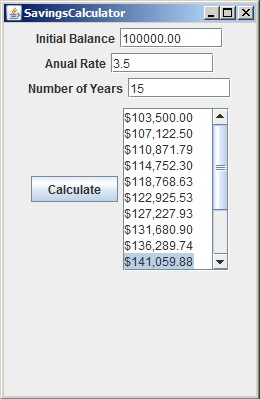 SavingsCalculator
Initial Balance 100000.00
Anual Rate 3.5
Number of Years 15
$103,500.00
$107,122.50
$110,871.79
$114,752.30
$118,768.63
Calculate
$122,925.53
$127,227.93
$131,680.90
$136,289.74
$141,059.88